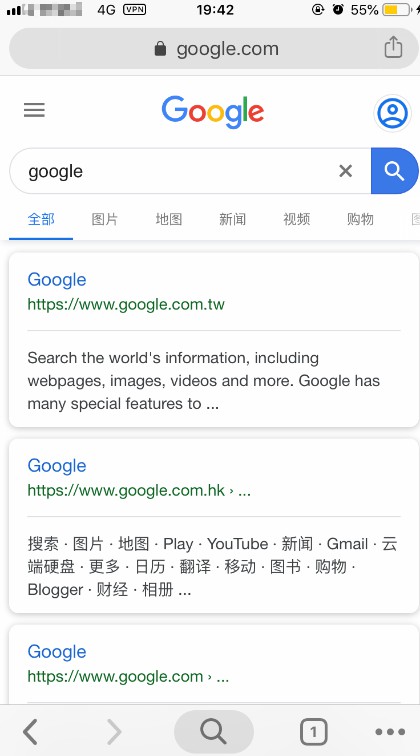 4G VPN 19:42 55%
google.com
Google
google
全部 图片 地图 新闻 视频 购物
Google
https://www.google.com.tw
Search the world's information, including
webpages, images, videos and more. Google has
many special features to ...
Google
https://www.google.com.hk › ...
搜索 · 图片 · 地图 · Play · YouTube · 新闻 · Gmail · 云
端硬盘 · 更多 · 日历 · 翻译 · 移动 · 图书 · 购物 ·
Blogger · 财经 · 相册 ...
Google
https://www.google.com › ...
1